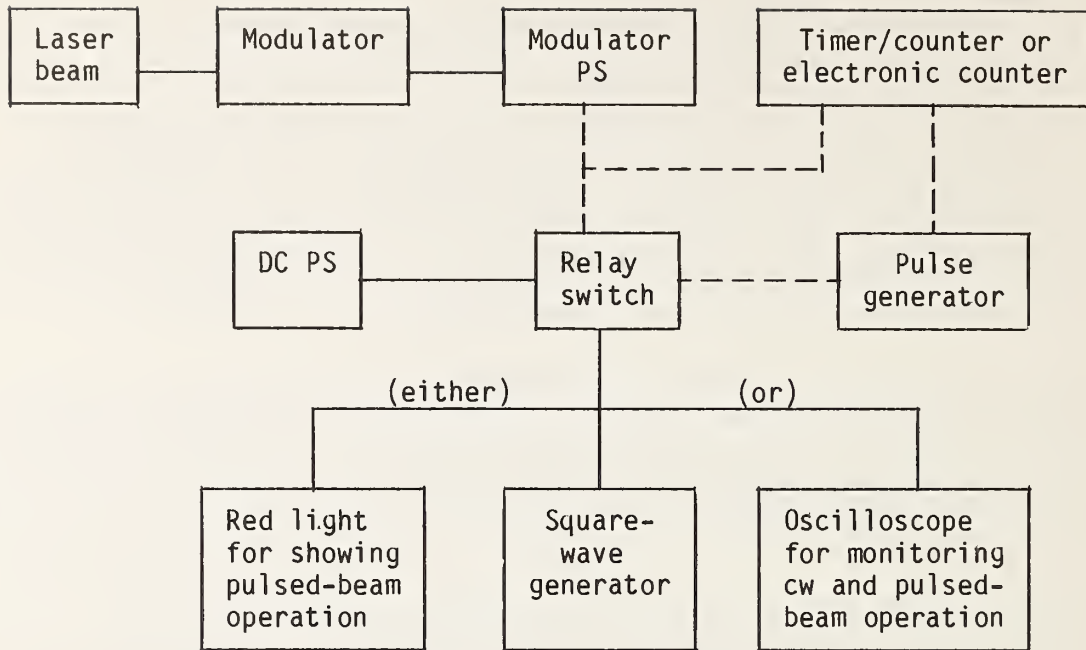 Laser
beam
Modulator
Modulator
PS
Timer/counter or
electronic counter
DC PS
Relay
switch
Pulse
generator
(either)
(or)
Red light
for showing
pulsed-beam
operation
Square-
wave
generator
Oscilloscope
for monitoring
cw and pulsed-
beam operation